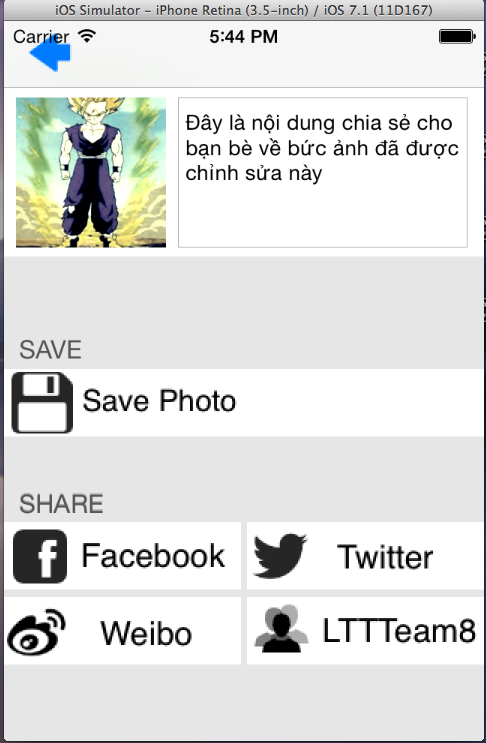 iOS Simulator – iPhone Retina (3.5-inch) / iOS 7.1 (11D167)
Carrier 5:44 PM
Đây là nội dung chia sẻ cho
bạn bè về bức ảnh đã được
chỉnh sửa này
SAVE
Save Photo
SHARE
Facebook Twitter
Weibo LTTTeam8